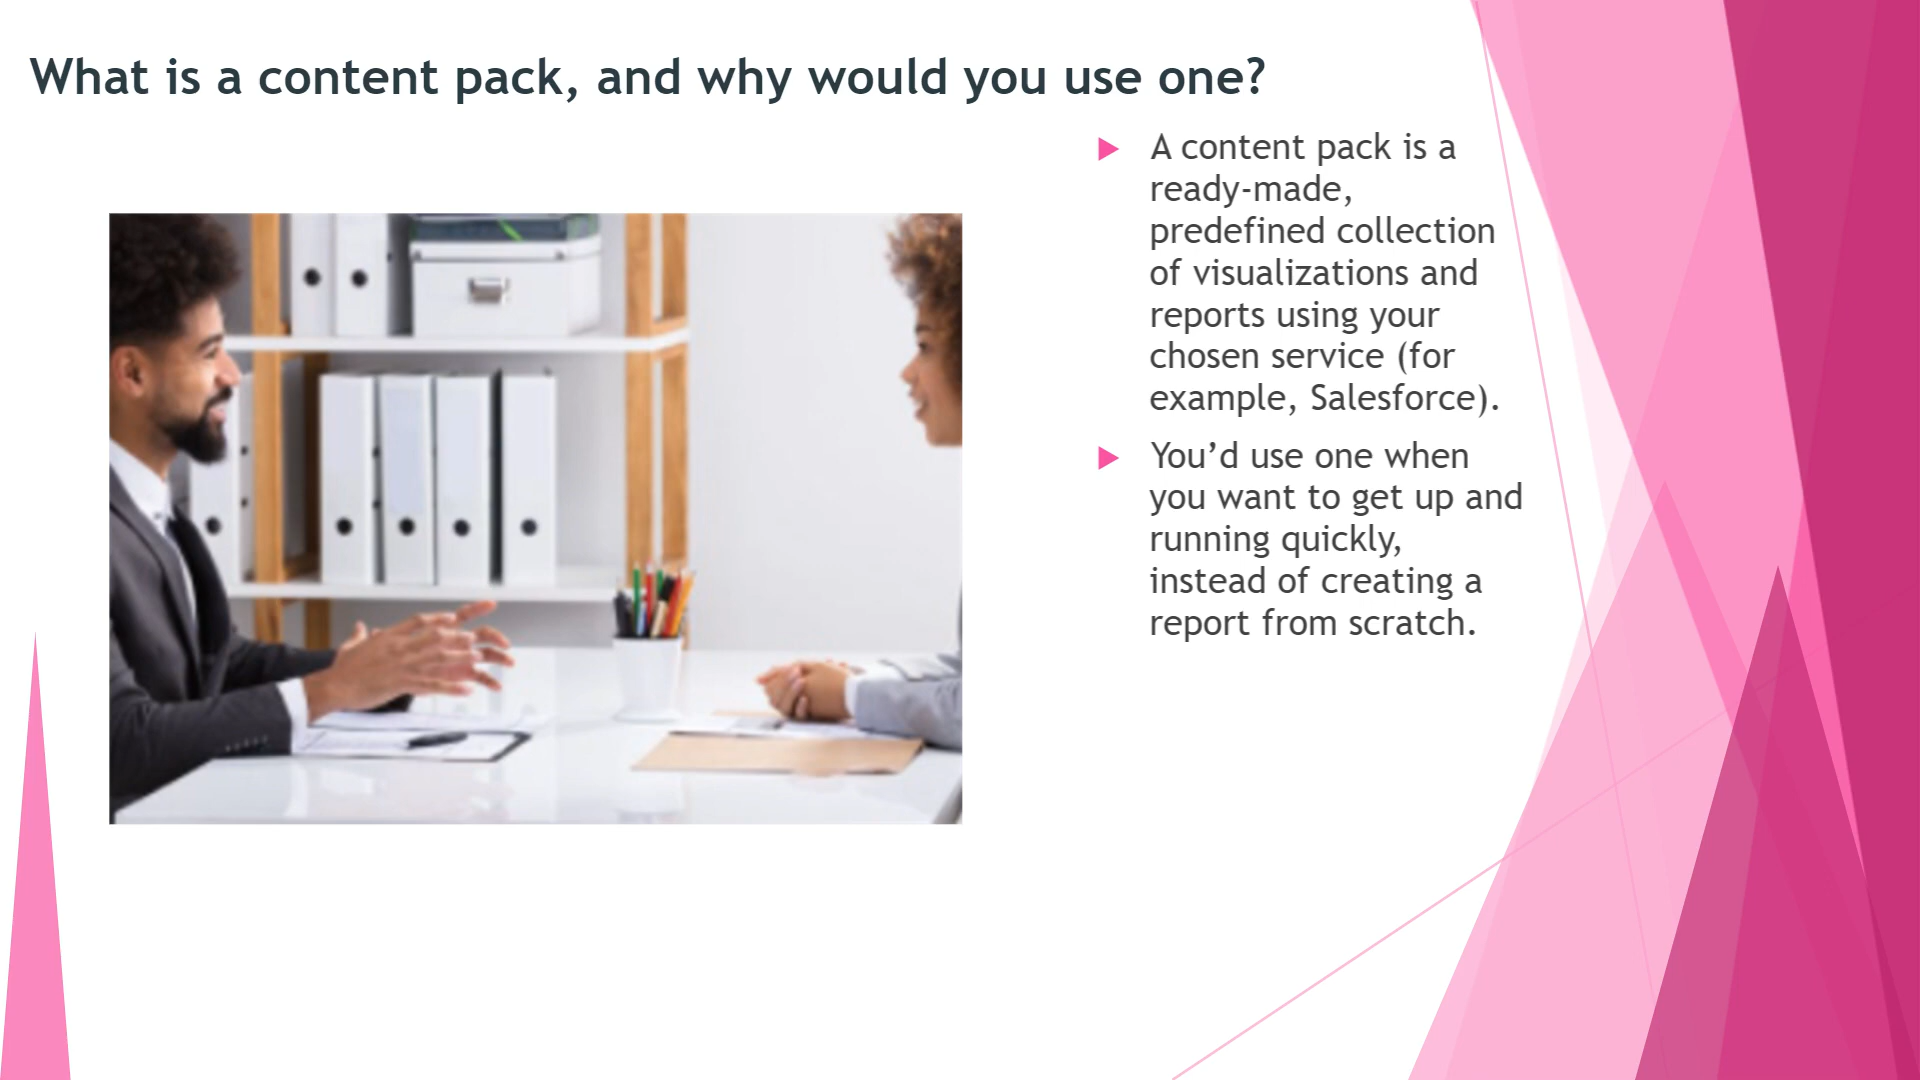 What is a content pack, and why would you use one?
A content pack is a
ready-made,
predefined collection
of visualizations and
reports using your
chosen service (for
example, Salesforce).
You’d use one when
you want to get up and
running quickly,
instead of creating a
report from scratch.